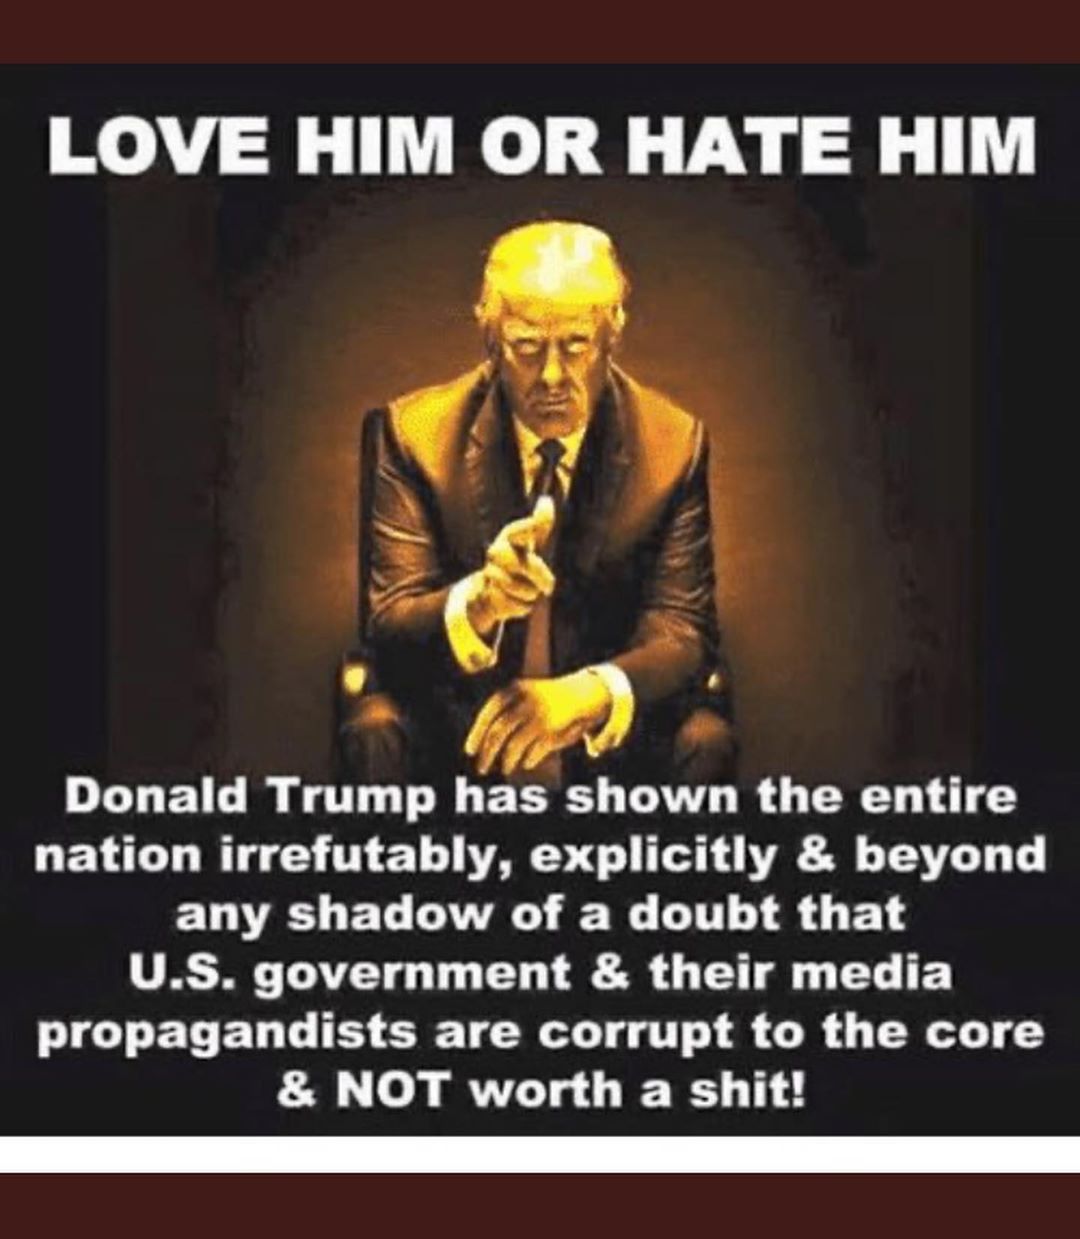 LOVE HIM OR HATE HIM
Donald Trump has shown the entire
nation irrefutably, explicitly & beyond
any shadow of a doubt that
U.S. government & their media
propagandists are corrupt to the core
& NOT worth a shit!